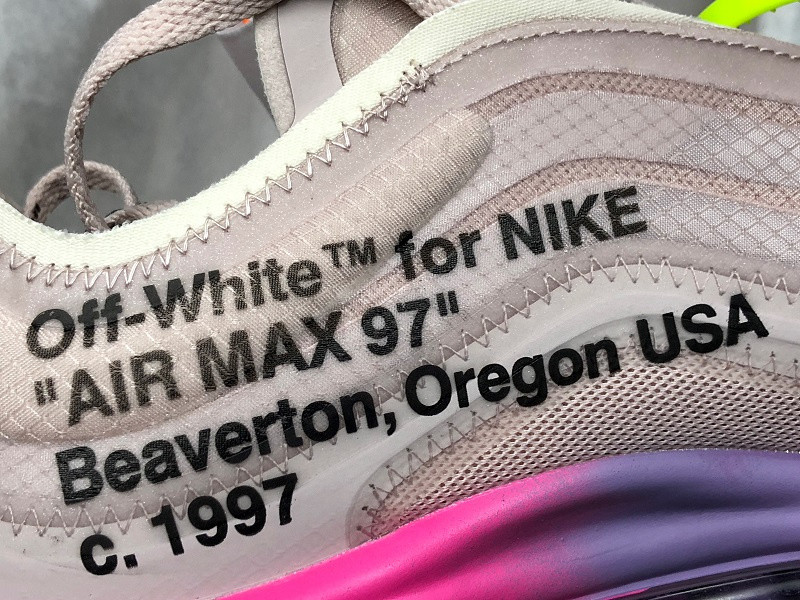 Off-White™ for NIKE
"AIR MAX 97"
Beaverton, Oregon USA
c. 1997